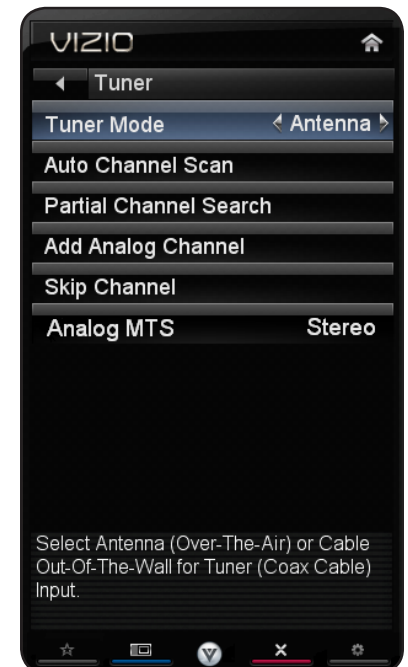 VIZIO
Tuner
Tuner Mode Antenna
Auto Channel Scan
Partial Channel Search
Add Analog Channel
Skip Channel
Analog MTS Stereo
Select Antenna (Over-The-Air) or Cable
Out-Of-The-Wall for Tuner (Coax Cable)
Input.
V